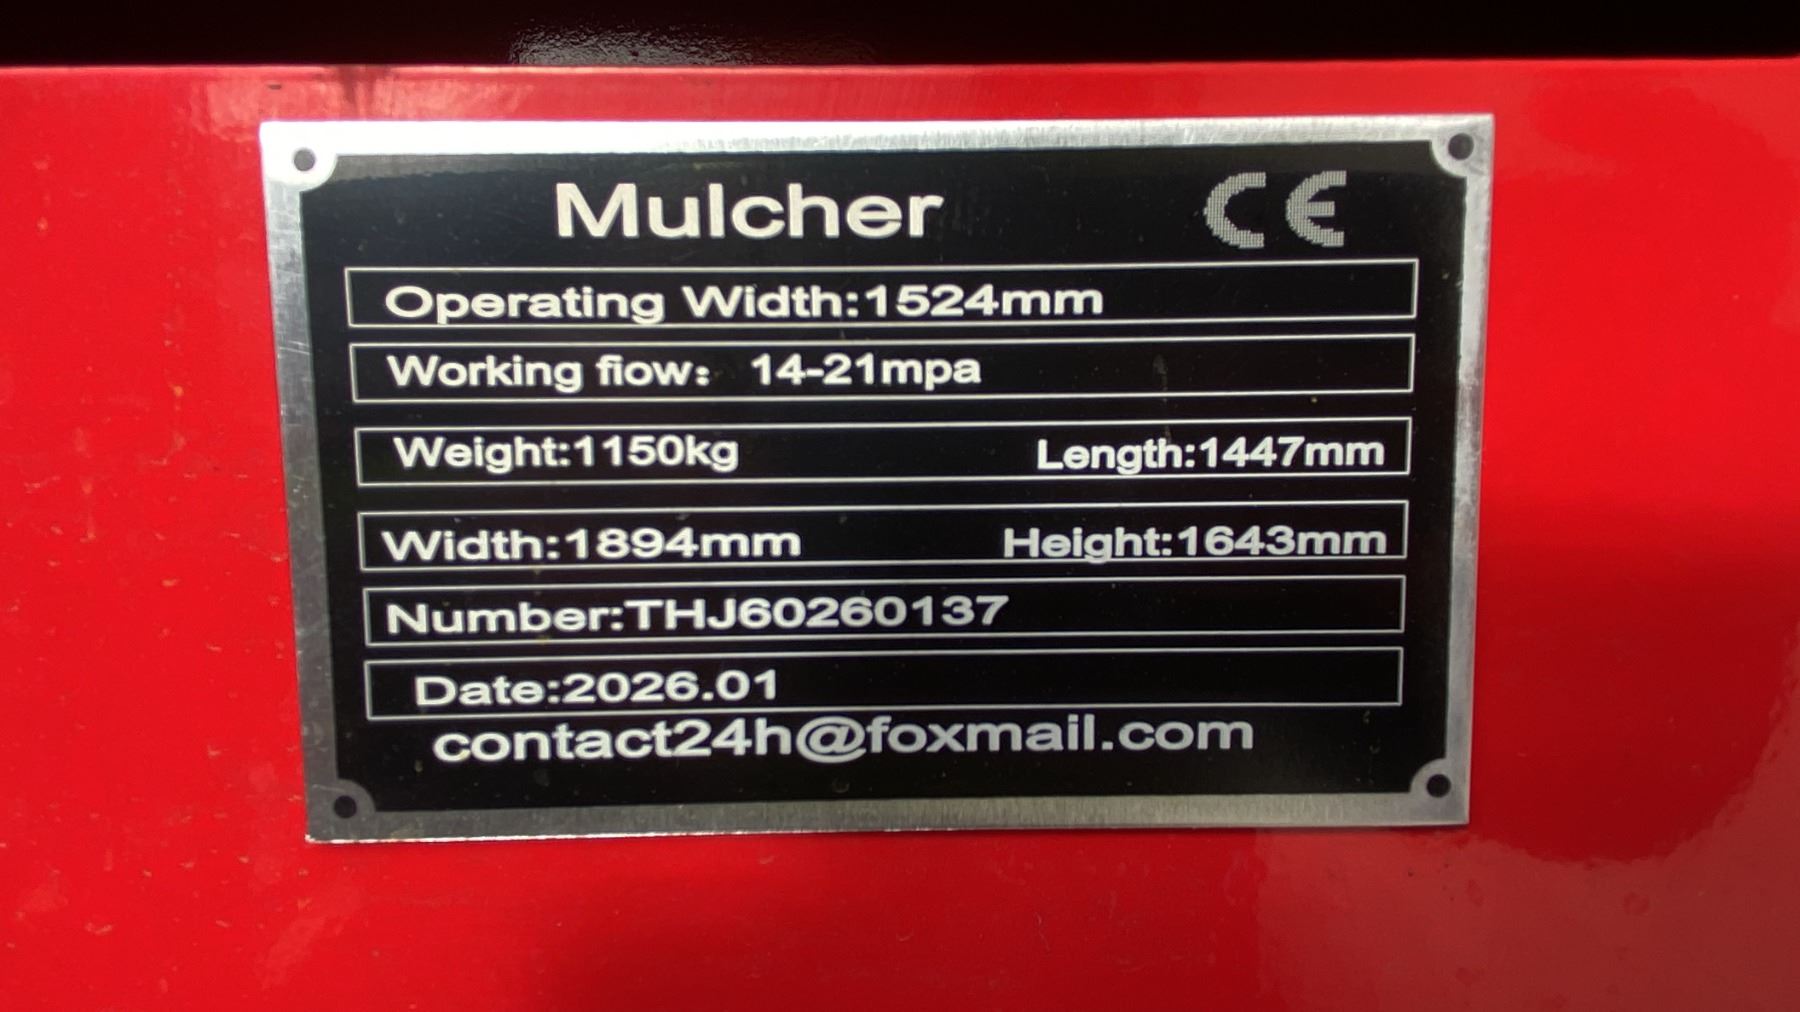 Mulcher CE
Operating Width:1524mm
Working fiow: 14-21mpa
Weight:1150kg Length:1447mm
Width:1894mm Height:1643mm
Number:THJ60260137
Date:2026.01
contact24h@foxmail.com